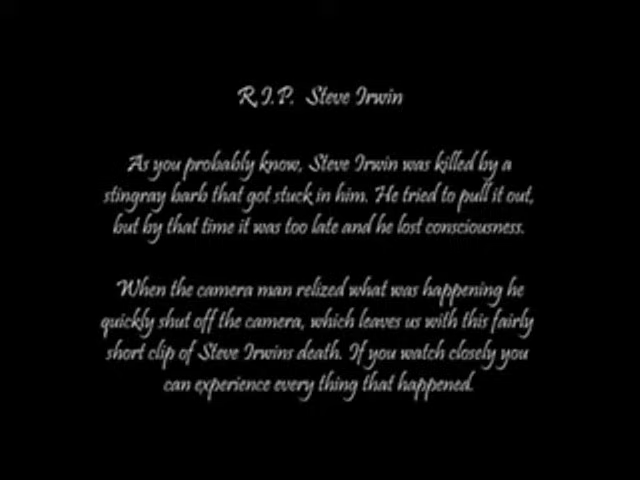 R.I.P. Steve Irwin
As you probably know, Steve Irwin was killed by a
stingray barb that got stuck in him. He tried to pull it out,
but by that time it was too late and he lost consciousness.
When the camera man relized what was happening he
quickly shut off the camera, which leaves us with this fairly
short clip of Steve Irwins death. If you watch closely you
can experience every thing that happened.